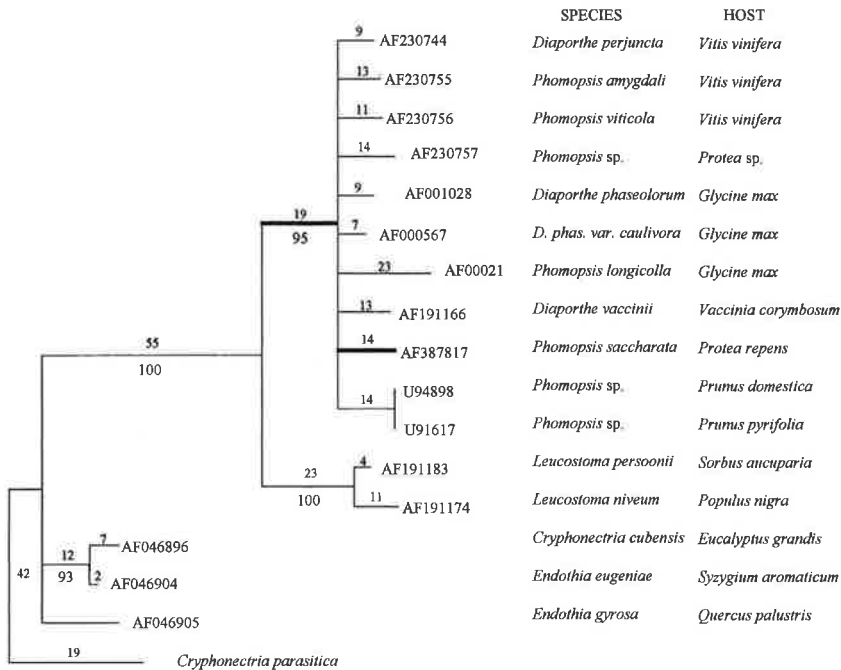 SPECIES HOST
9 AF230744 Diaporthe perjuncta Vitis vinifera
13 AF230755 Phomopsis amygdali Vitis vinifera
11 AF230756 Phomopsis viticola Vitis vinifera
14 AF230757 Phomopsis sp. Protea sp.
9 AF001028 Diaporthe phaseolorum Glycine max
19
7 AF000567 D. phas. var. caulivora Glycine max
95
23 AF00021 Phomopsis longicolla Glycine max
13 AF191166 Diaporthe vaccinii Vaccinia corymbosum
55
14 AF387817 Phomopsis saccharata Protea repens
100
U94898 Phomopsis sp. Prunus domestica
14
U91617 Phomopsis sp. Prunus pyrifolia
4 AF191183 Leucostoma persoonii Sorbus aucuparia
23
100
11 AF191174 Leucostoma niveum Populus nigra
7 AF046896 Cryphonectria cubensis Eucalyptus grandis
12
42
93
2 AF046904 Endothia eugeniae Syzygium aromaticum
AF046905 Endothia gyrosa Quercus palustris
19 Cryphonectria parasitica